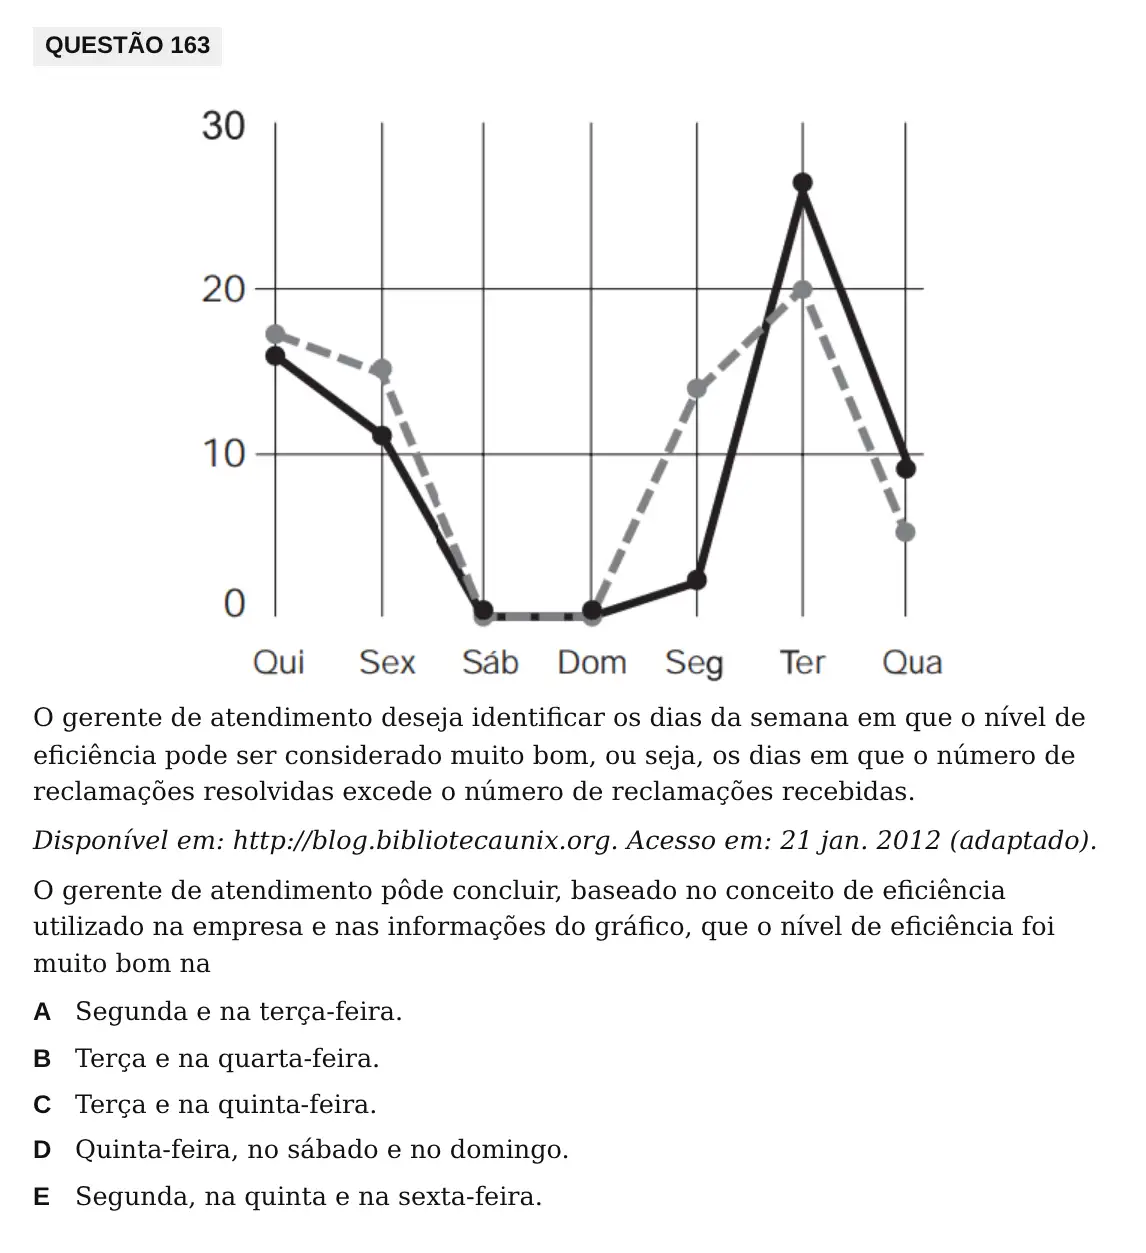 QUESTÃO 163
30
20
10
0
Qui Sex Sáb Dom Seg Ter Qua
O gerente de atendimento deseja identificar os dias da semana em que o nível de
eficiência pode ser considerado muito bom, ou seja, os dias em que o número de
reclamações resolvidas excede o número de reclamações recebidas.
Disponível em: http://blog.bibliotecaunix.org. Acesso em: 21 jan. 2012 (adaptado).
O gerente de atendimento pôde concluir, baseado no conceito de eficiência
utilizado na empresa e nas informações do gráfico, que o nível de eficiência foi
muito bom na
A Segunda e na terça-feira.
B Terça e na quarta-feira.
C Terça e na quinta-feira.
D Quinta-feira, no sábado e no domingo.
E Segunda, na quinta e na sexta-feira.